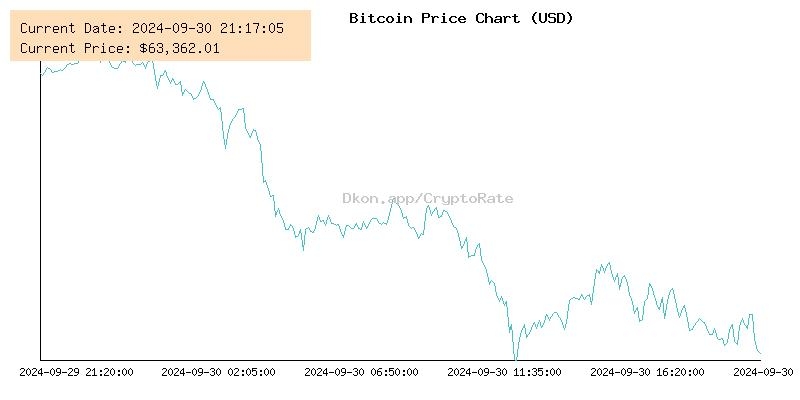 Bitcoin Price Chart (USD)
Current Date: 2024-09-30 21:17:05
Current Price: $63,362.01
Dkon.app/CryptoRate
2024-09-29 21:20:00 2024-09-30 02:05:00 2024-09-30 06:50:00 2024-09-30 11:35:00 2024-09-30 16:20:00 2024-09-30